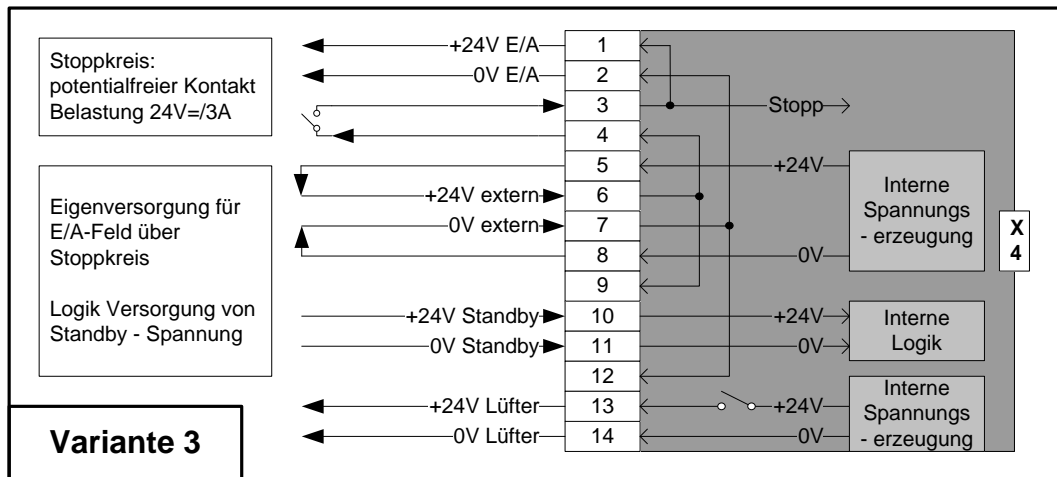 Stoppkreis:
potentialfreier Kontakt
Belastung 24V=/3A
Eigenversorgung für
E/A-Feld über
Stoppkreis
Logik Versorgung von
Standby - Spannung
Variante 3
+24V E/A 1
0V E/A 2
3 Stopp
4
5 +24V
+24V extern 6
0V extern 7
8 0V
9
+24V Standby 10 +24V
0V Standby 11 0V
12
+24V Lüfter 13 +24V
0V Lüfter 14 0V
Interne
Spannungs
- erzeugung
Interne
Logik
Interne
Spannungs
- erzeugung
X
4